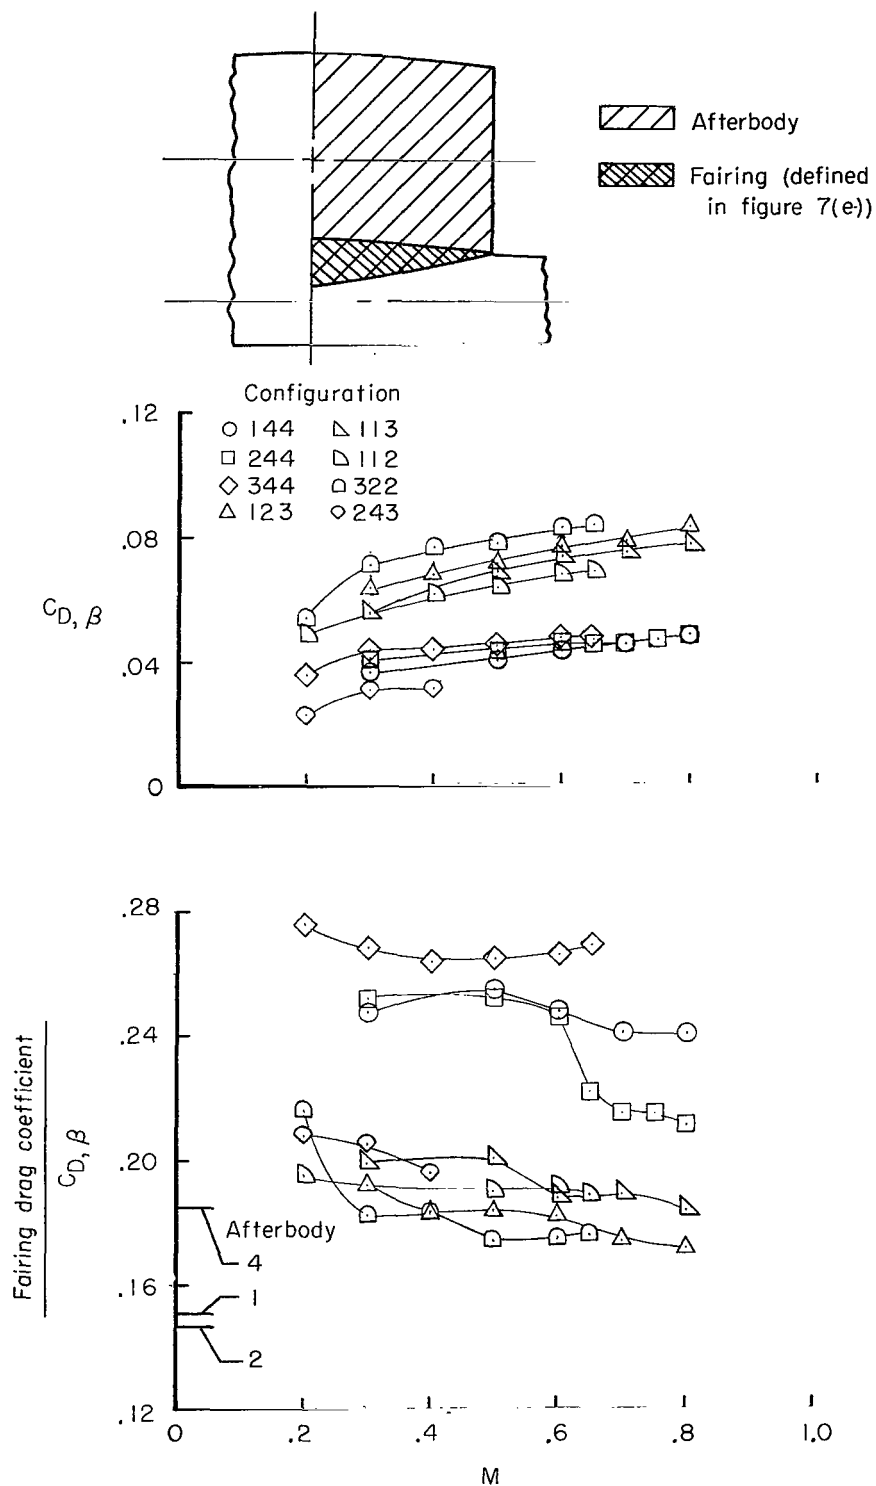 Afterbody
Fairing (defined
in figure 7(e))
Configuration
144 113
244 112
344 322
123 243
.12
.08
C_D, β
.04
0
.28
.24
Fairing drag coefficient
C_D, β
.20
Afterbody
4
.16
1
2
.12
0 .2 .4 .6 .8 1.0
M